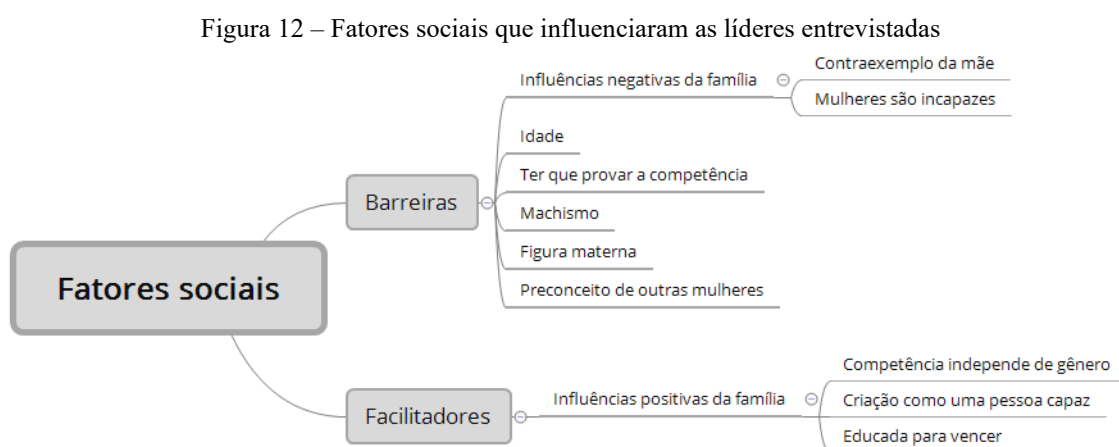 Figura 12 – Fatores sociais que influenciaram as líderes entrevistadas
Fatores sociais
Barreiras
Influências negativas da família
Contraexemplo da mãe
Mulheres são incapazes
Idade
Ter que provar a competência
Machismo
Figura materna
Preconceito de outras mulheres
Facilitadores
Influências positivas da família
Competência independe de gênero
Criação como uma pessoa capaz
Educada para vencer